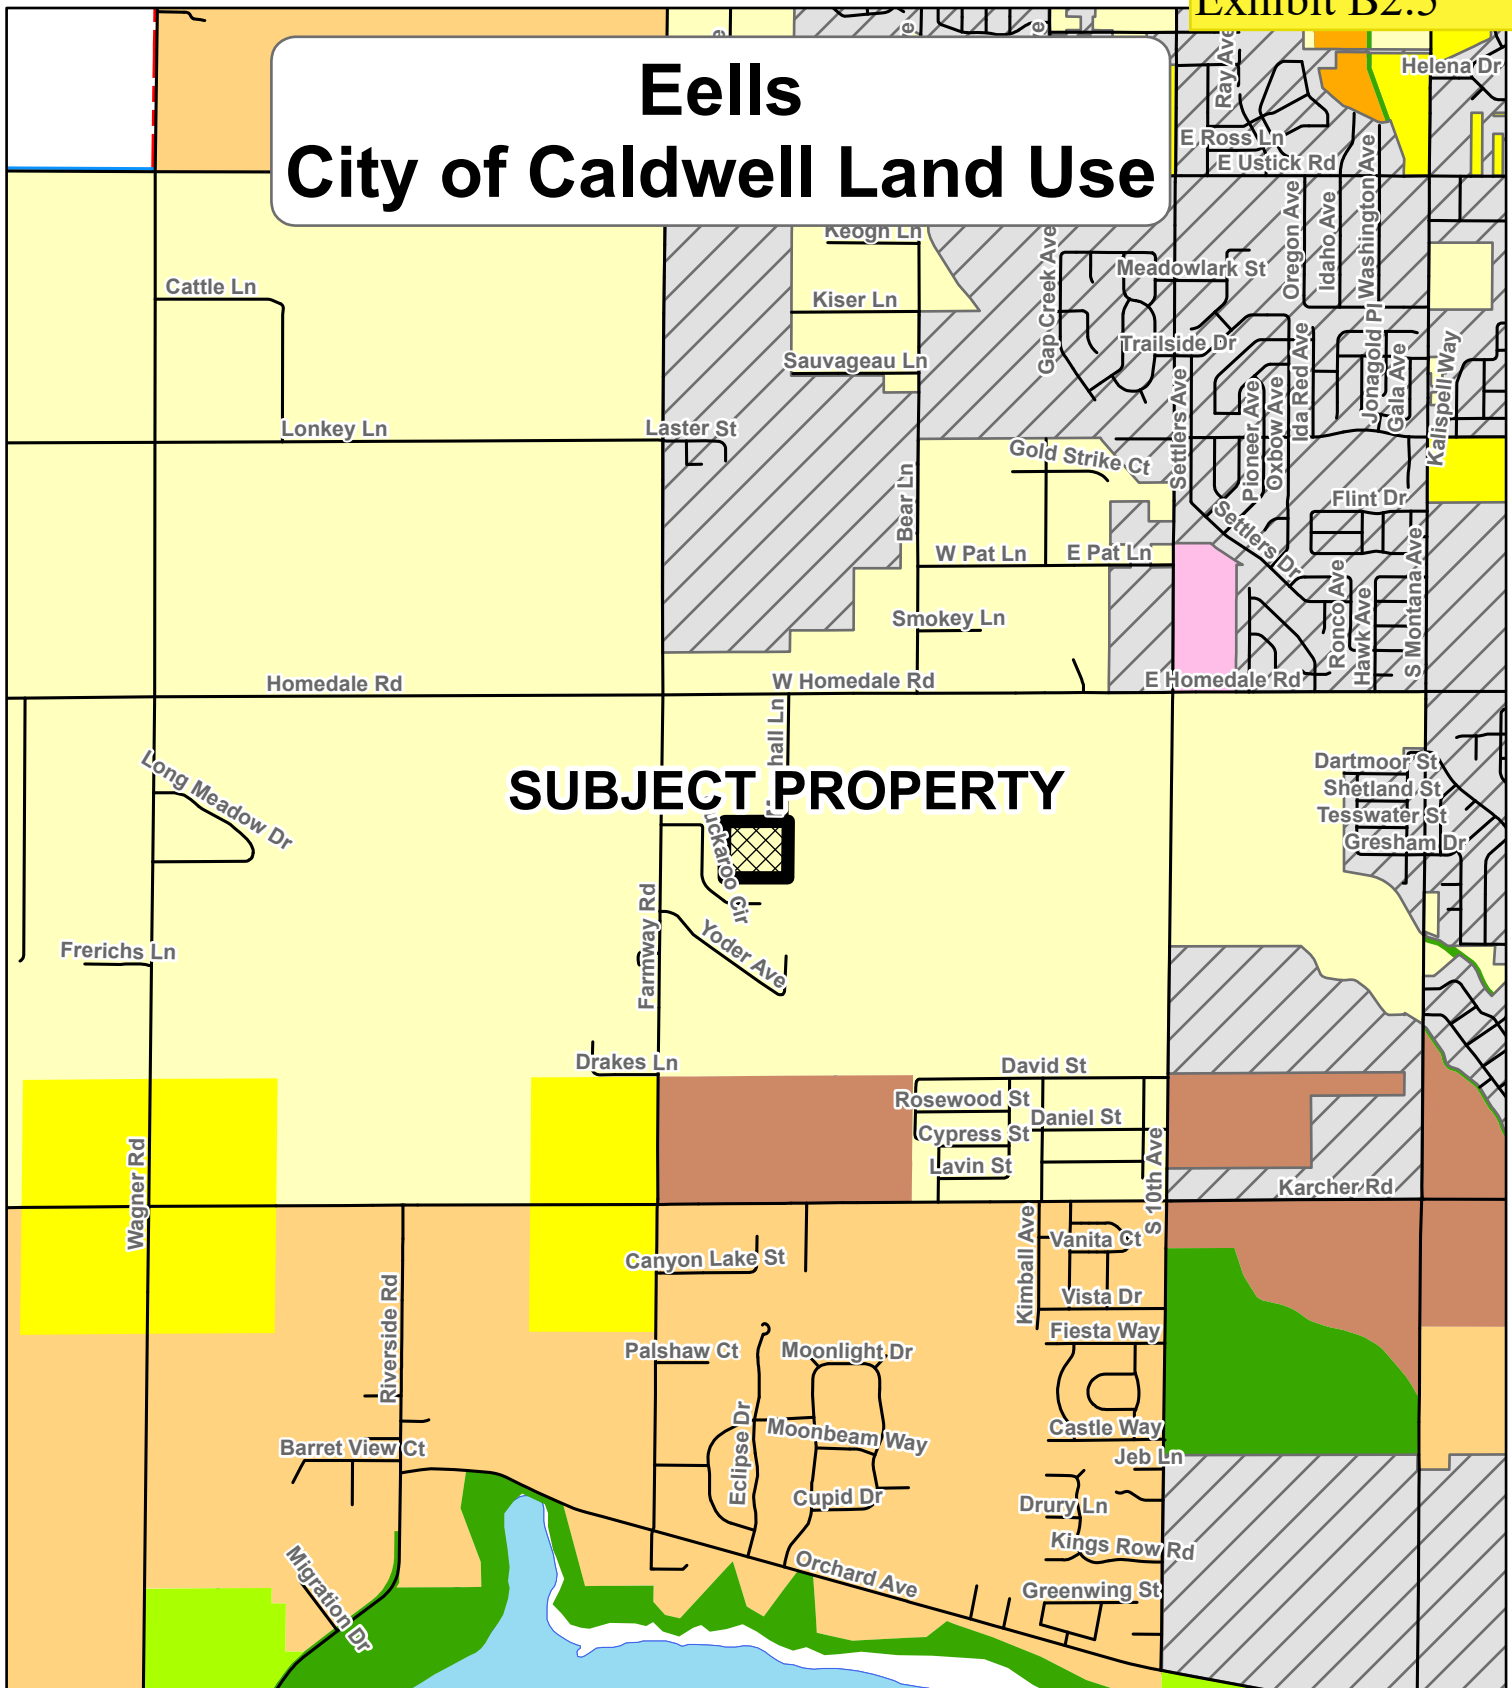 Exhibit B2.5
Eells
City of Caldwell Land Use
Helena Dr
Ray Ave
E Ross Ln
E Ustick Rd
Keogh Ln
Gap Creek Ave
Meadowlark St
Oregon Ave
Idaho Ave
Washington Ave
Cattle Ln
Kiser Ln
Trailside Dr
Sauvageau Ln
Settlers Ave
Pioneer Ave
Oxbow Ave
Ida Red Ave
Jonagold Pl
Gala Ave
Kalispell Way
Lonkey Ln
Laster St
Gold Strike Ct
Bear Ln
Flint Dr
Settlers Dr
W Pat Ln
E Pat Ln
Smokey Ln
Ronco Ave
Hawk Ave
S Montana Ave
Homedale Rd
W Homedale Rd
E Homedale Rd
hall Ln
Long Meadow Dr
SUBJECT PROPERTY
Dartmoor St
Shetland St
Tesswater St
Gresham Dr
uckaroo Cir
Farmway Rd
Yoder Ave
Frerichs Ln
Drakes Ln
David St
Rosewood St
Daniel St
Cypress St
Lavin St
S 10th Ave
Wagner Rd
Karcher Rd
Canyon Lake St
Kimball Ave
Vanita Ct
Riverside Rd
Vista Dr
Fiesta Way
Palshaw Ct
Moonlight Dr
Eclipse Dr
Moonbeam Way
Castle Way
Barret View Ct
Jeb Ln
Cupid Dr
Drury Ln
Kings Row Rd
Migration Dr
Orchard Ave
Greenwing St